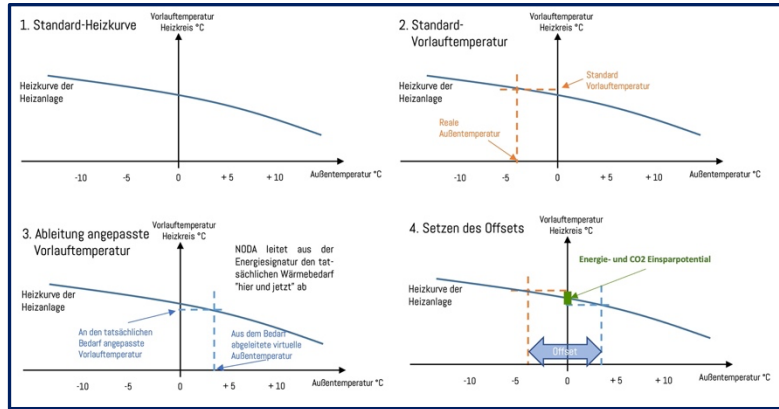 1. Standard-Heizkurve
Vorlauftemperatur
Heizkreis °C
Heizkurve der
Heizanlage
-10
-5
0
+ 5
+ 10
Außentemperatur °C
2. Standard-
Vorlauftemperatur
Vorlauftemperatur
Heizkreis °C
Heizkurve der
Heizanlage
Standard
Vorlauftemperatur
Reale
Außentemperatur
-10
-5
0
+ 5
+ 10
Außentemperatur °C
3. Ableitung angepasste
Vorlauftemperatur
Vorlauftemperatur
Heizkreis °C
NODA leitet aus der
Energiesignatur den tat-
sächlichen Wärmebedarf
"hier und jetzt" ab
Heizkurve der
Heizanlage
An den tatsächlichen
Bedarf angepasste
Vorlauftemperatur
Aus dem Bedarf
abgeleitete virtuelle
Außentemperatur
-10
-5
0
+ 5
+ 10
Außentemperatur °C
4. Setzen des Offsets
Vorlauftemperatur
Heizkreis °C
Energie- und CO2 Einsparpotential
Heizkurve der
Heizanlage
Offset
-10
-5
0
+ 5
+ 10
Außentemperatur °C